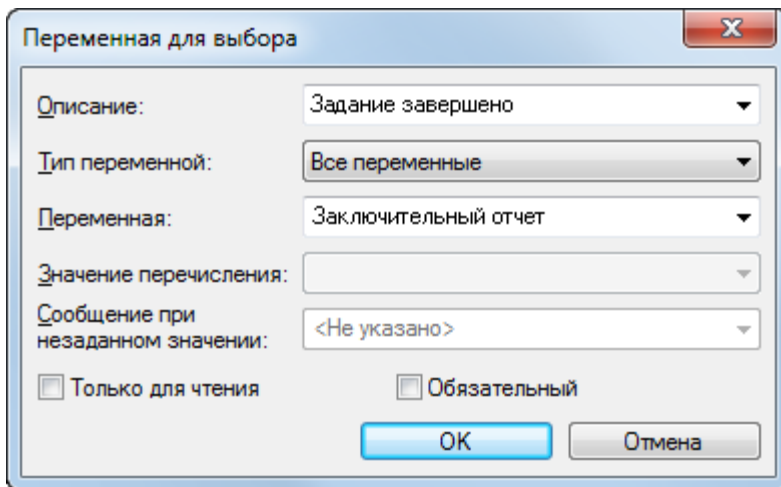 Переменная для выбора
Описание: Задание завершено
Тип переменной: Все переменные
Переменная: Заключительный отчет
Значение перечисления:
Сообщение при
незаданном значении: <Не указано>
Только для чтения Обязательный
OK Отмена